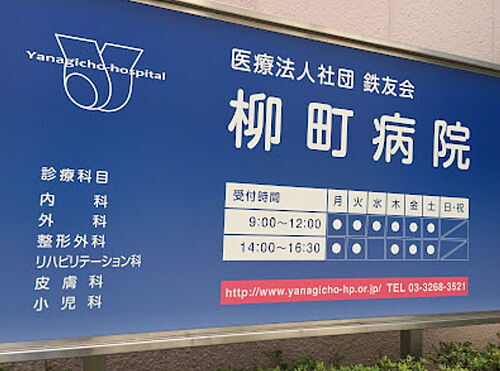 Yanagicho-hospital
医療法人社団 鉄友会
柳町病院
診療科目
内科
外科
整形外科
リハビリテーション科
皮膚科
小児科
受付時間 月 火 水 木 金 土 日・祝
9:00〜12:00 ● ● ● ● ● ●
14:00〜16:30 ● ● ● ● ●
http://www.yanagicho-hp.or.jp/ TEL 03-3268-3521